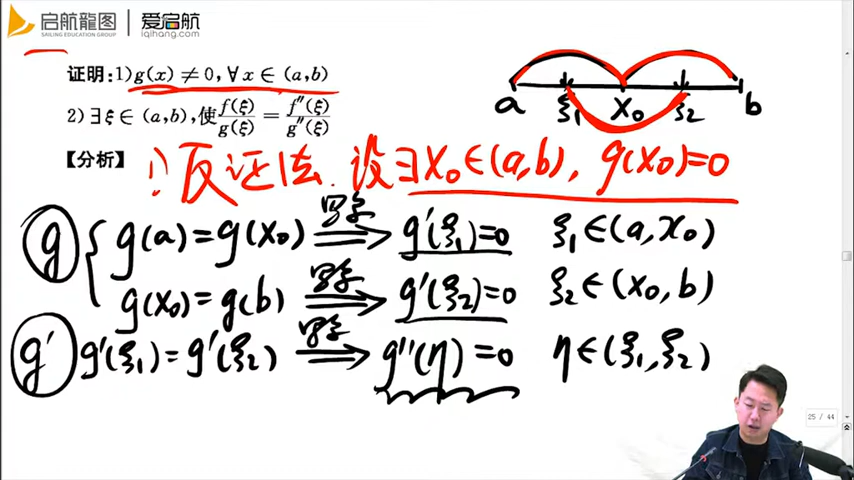 启航龍图 | 爱启航
SAILING EDUCATION GROUP iqihang.com
证明:1)g(x)≠0,∀x∈(a,b)
2)∃ξ∈(a,b),使f(ξ)/g(ξ)=f''(ξ)/g''(ξ)
a ξ₁ x₀ ξ₂ b
【分析】 1)反证法.设∃x₀∈(a,b),g(x₀)=0
g { g(a)=g(x₀) 罗尔⟹ g'(ξ₁)=0 ξ₁∈(a,x₀)
g(x₀)=g(b) 罗尔⟹ g'(ξ₂)=0 ξ₂∈(x₀,b)
g' g'(ξ₁)=g'(ξ₂) 罗尔⟹ g''(η)=0 η∈(ξ₁,ξ₂)
25 / 44